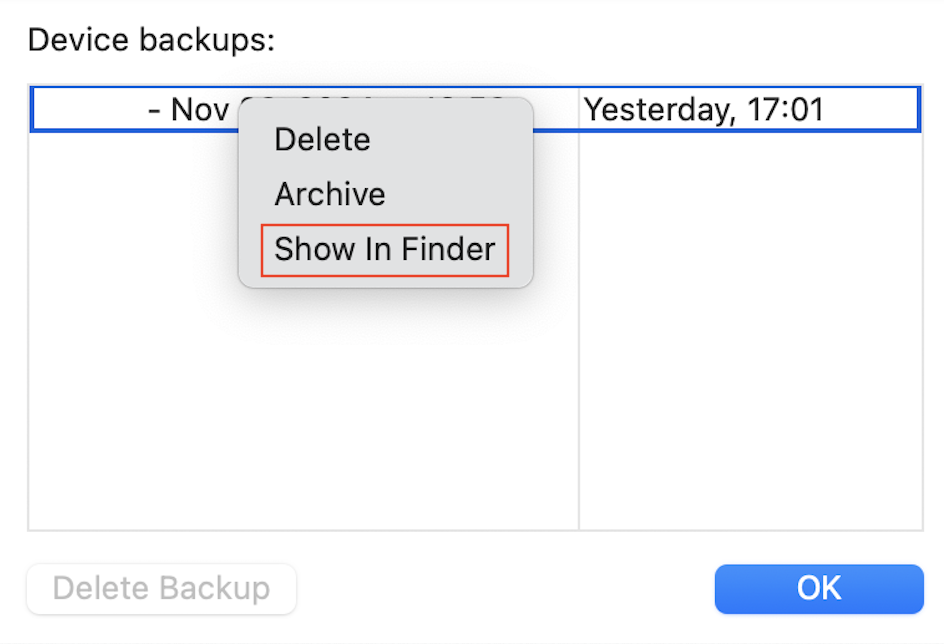 Device backups:
- Nov
Yesterday, 17:01
Delete
Archive
Show In Finder
Delete Backup
OK